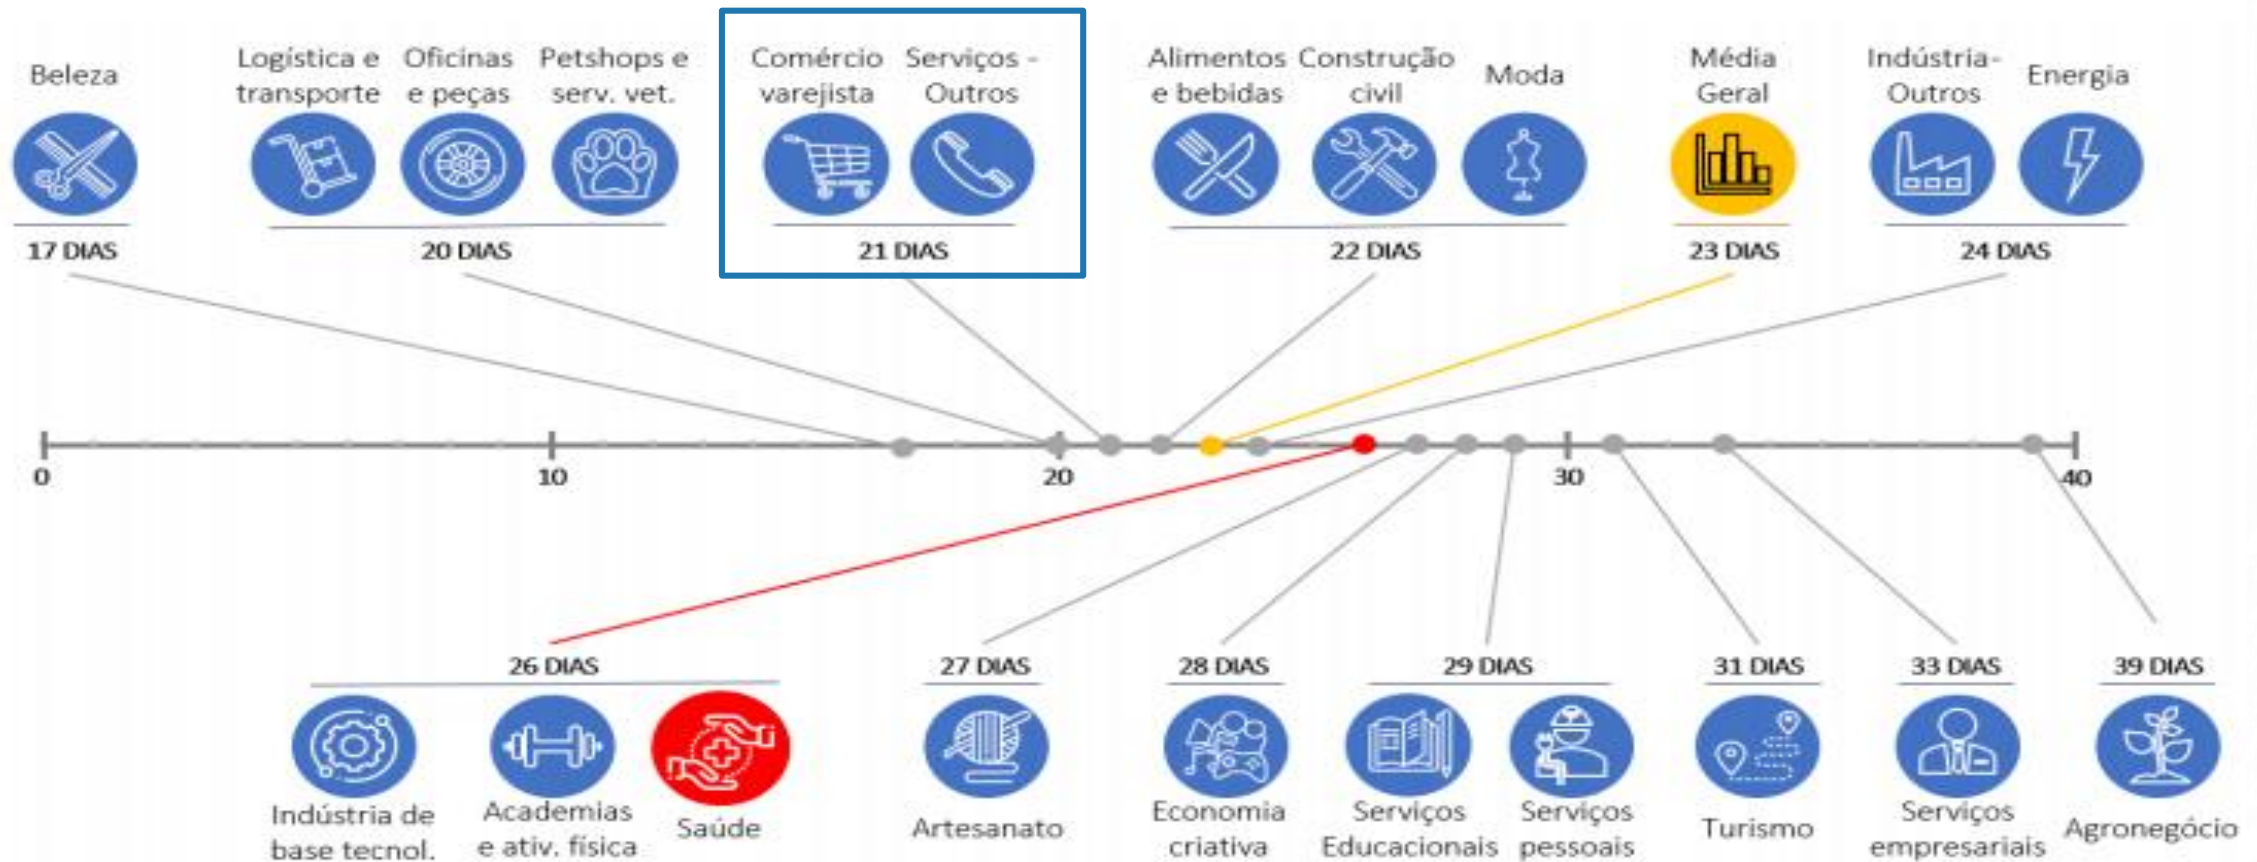 Beleza
Logística e
transporte
Oficinas
e peças
Petshops e
serv. vet.
Comércio
varejista
Serviços -
Outros
Alimentos
e bebidas
Construção
civil
Moda
Média
Geral
Indústria-
Outros
Energia
17 DIAS
20 DIAS
21 DIAS
22 DIAS
23 DIAS
24 DIAS
0
10
20
30
40
26 DIAS
27 DIAS
28 DIAS
29 DIAS
31 DIAS
33 DIAS
39 DIAS
Indústria de
base tecnol.
Academias
e ativ. física
Saúde
Artesanato
Economia
criativa
Serviços
Educacionais
Serviços
pessoais
Turismo
Serviços
empresariais
Agronegócio